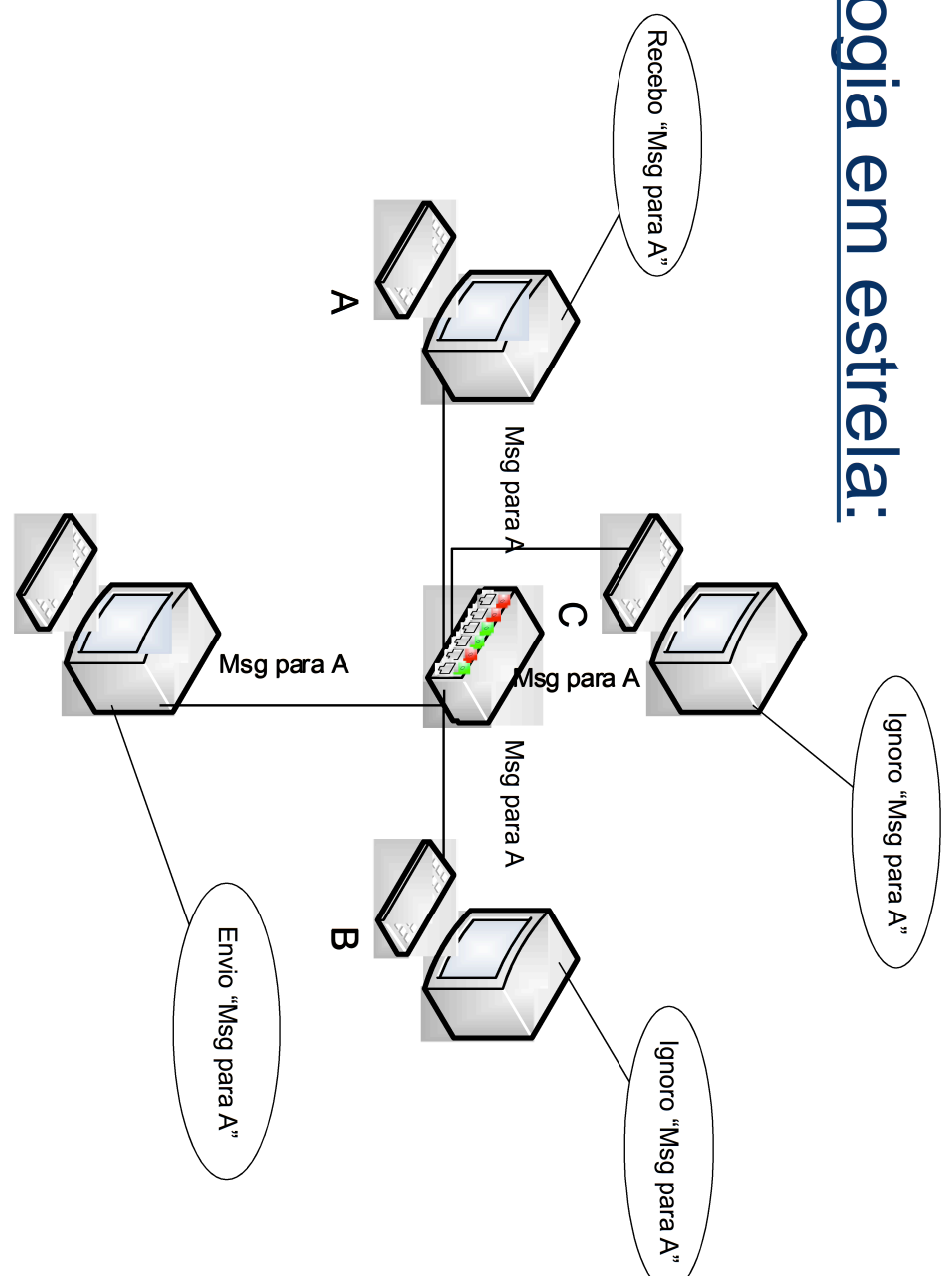 ogia em estrela:
Ignoro “Msg para A”
Recebo “Msg para A”
C
Msg para A
Ignoro “Msg para A”
Msg para A
Msg para A
A
B
Msg para A
Envio “Msg para A”